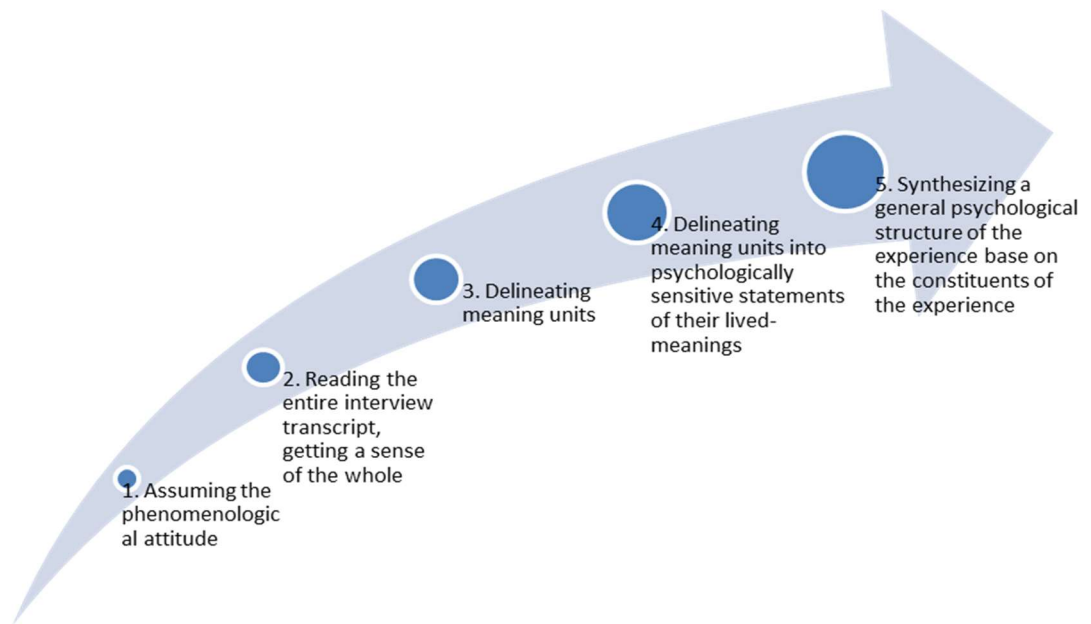 1. Assuming the
phenomenologic
al attitude
2. Reading the
entire interview
transcript,
getting a sense
of the whole
3. Delineating
meaning units
4. Delineating
meaning units into
psychologically
sensitive statements
of their lived-
meanings
5. Synthesizing a
general psychological
structure of the
experience base on
the constituents of
the experience